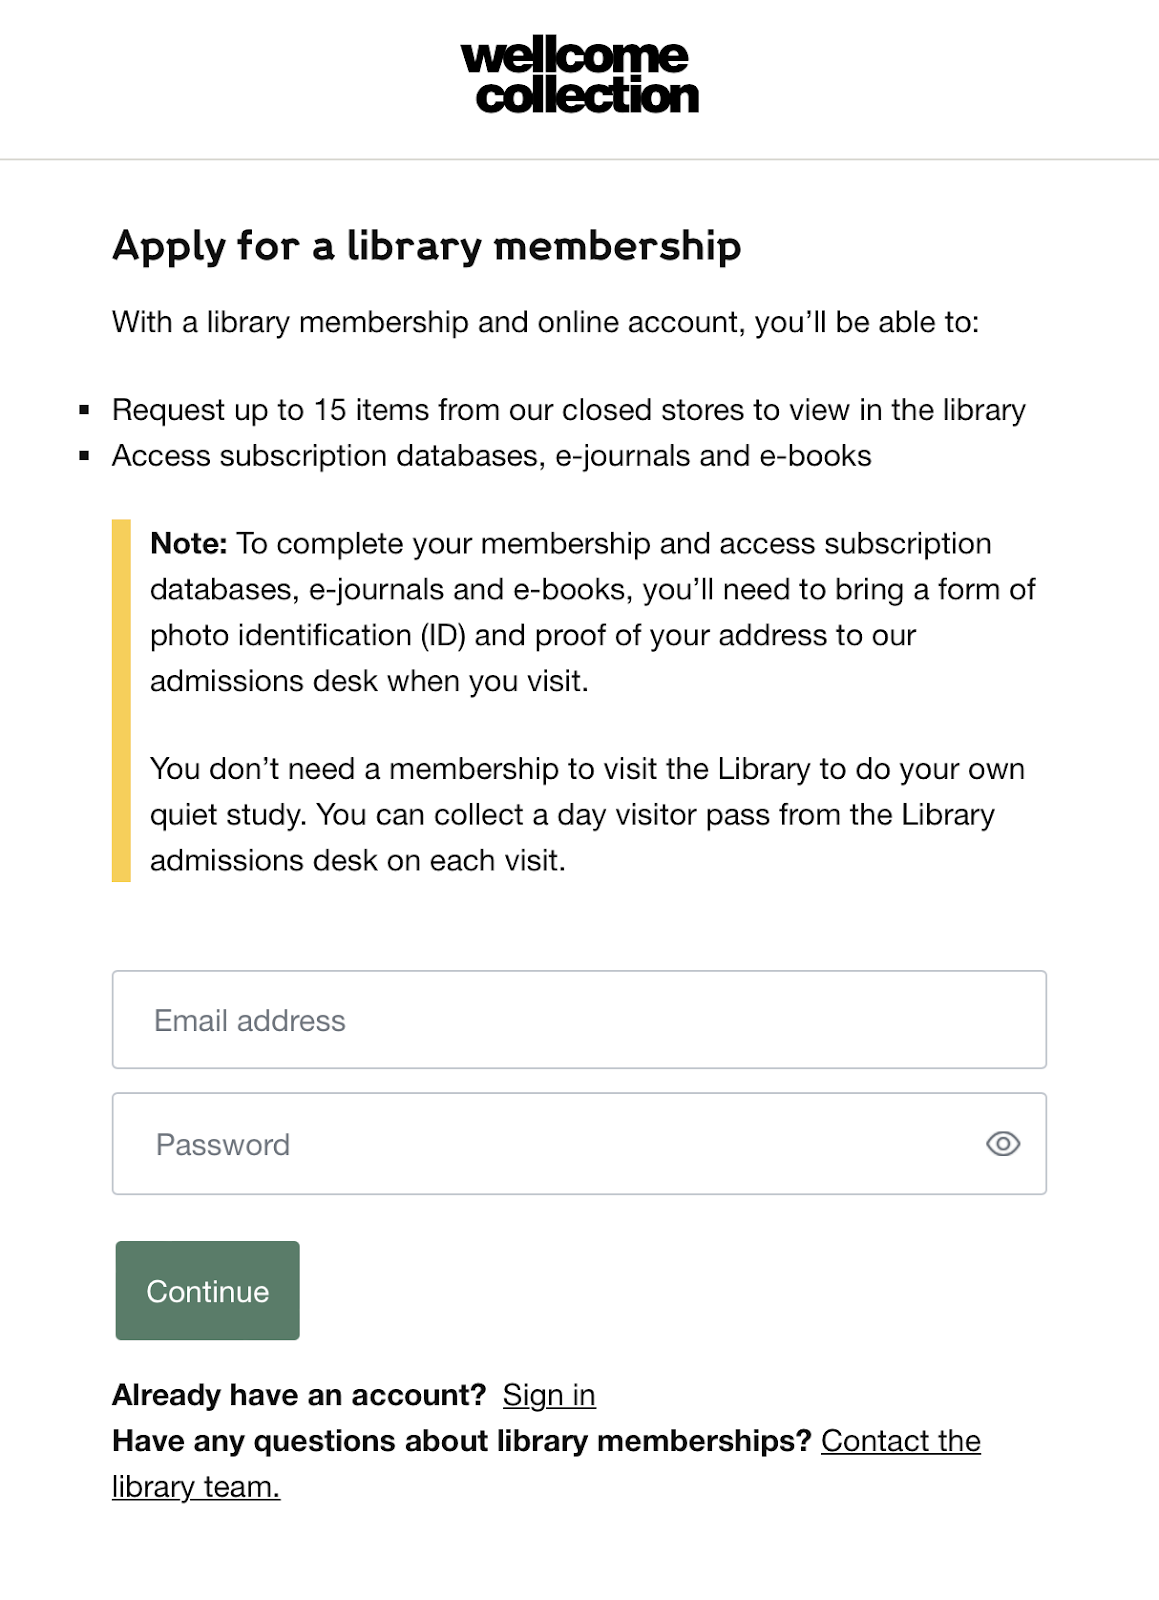 wellcome
collection
Apply for a library membership
With a library membership and online account, you’ll be able to:
▪ Request up to 15 items from our closed stores to view in the library
▪ Access subscription databases, e-journals and e-books
Note: To complete your membership and access subscription
databases, e-journals and e-books, you’ll need to bring a form of
photo identification (ID) and proof of your address to our
admissions desk when you visit.
You don’t need a membership to visit the Library to do your own
quiet study. You can collect a day visitor pass from the Library
admissions desk on each visit.
Email address
Password
Continue
Already have an account? Sign in
Have any questions about library memberships? Contact the
library team.